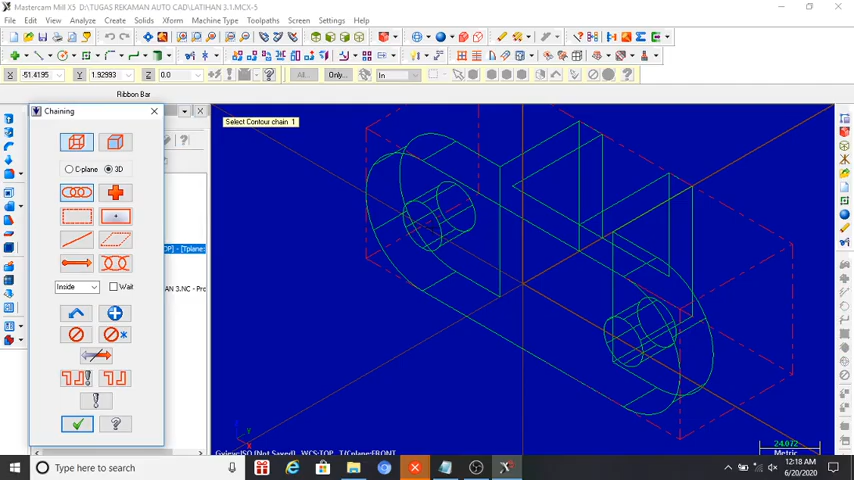 Mastercam Mill X5  D:\TUGAS REKAMAN AUTO CAD\LATIHAN 3.1.MCX-5
File Edit View Analyze Create Solids Xform Machine Type Toolpaths Screen Settings Help
X -51.4195 Y 1.92993 Z 0.0 All... Only... In
Ribbon Bar
Chaining
Select Contour chain 1
C-plane 3D
OP] - [Tplane:
AN 3.NC - Pro
Inside Wait
y
x
24.072
Metric
Gview:ISO (Not Saved) WCS:TOP T/Cplane:FRONT
Type here to search
12:18 AM
6/20/2020